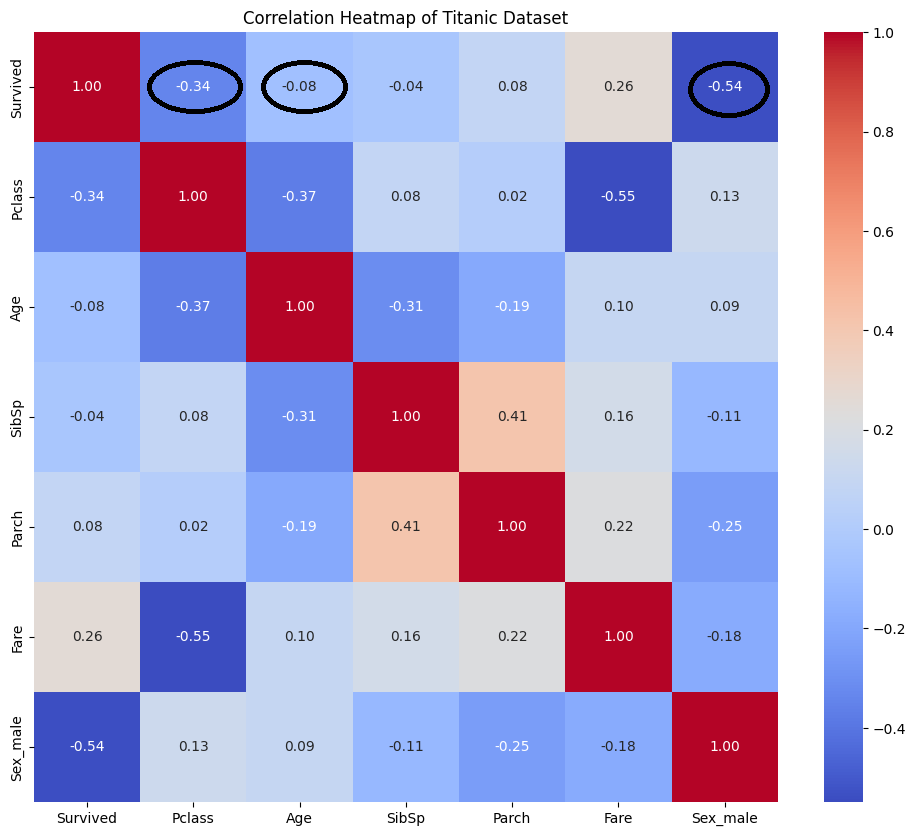 Correlation Heatmap of Titanic Dataset
Survived 1.00 -0.34 -0.08 -0.04 0.08 0.26 -0.54
Pclass -0.34 1.00 -0.37 0.08 0.02 -0.55 0.13
Age -0.08 -0.37 1.00 -0.31 -0.19 0.10 0.09
SibSp -0.04 0.08 -0.31 1.00 0.41 0.16 -0.11
Parch 0.08 0.02 -0.19 0.41 1.00 0.22 -0.25
Fare 0.26 -0.55 0.10 0.16 0.22 1.00 -0.18
Sex_male -0.54 0.13 0.09 -0.11 -0.25 -0.18 1.00
Survived Pclass Age SibSp Parch Fare Sex_male
1.0
0.8
0.6
0.4
0.2
0.0
−0.2
−0.4